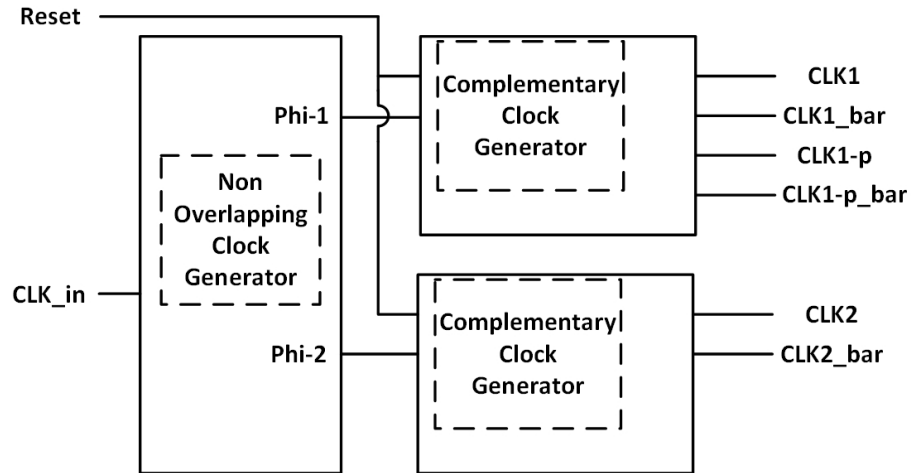 Reset
Phi-1
Non
Overlapping
Clock
Generator
CLK_in
Phi-2
Complementary
Clock
Generator
CLK1
CLK1_bar
CLK1-p
CLK1-p_bar
Complementary
Clock
Generator
CLK2
CLK2_bar